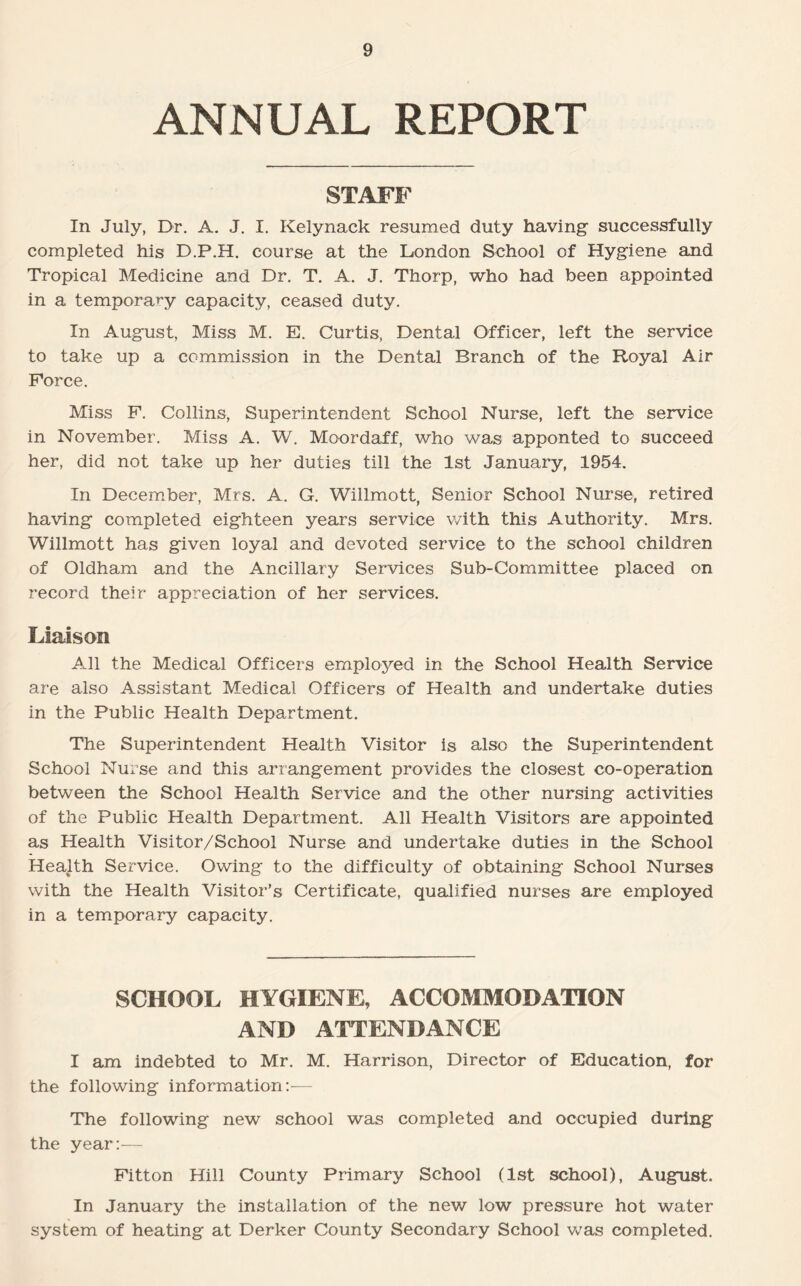 9
ANNUAL REPORT
STAFF
In July, Dr. A. J. I. Kelynack resumed duty having successfully
completed his D.P.H. course at the London School of Hygiene and
Tropical Medicine and Dr. T. A. J. Thorp, who had been appointed
in a temporary capacity, ceased duty.
In August, Miss M. E. Curtis, Dental Officer, left the service
to take up a commission in the Dental Branch of the Royal Air
Force.
Miss F. Collins, Superintendent School Nurse, left the service
in November. Miss A. W. Moordaff, who was apponted to succeed
her, did not take up her duties till the 1st January, 1954.
In December, Mrs. A. G. Willmott, Senior School Nurse, retired
having completed eighteen years service with this Authority. Mrs.
Willmott has given loyal and devoted service to the school children
of Oldham and the Ancillary Services Sub-Committee placed on
record their appreciation of her services.
Liaison
All the Medical Officers employed in the School Health Service
are also Assistant Medical Officers of Health and undertake duties
in the Public Health Department.
The Superintendent Health Visitor is also the Superintendent
School Nurse and this arrangement provides the closest co-operation
between the School Health Service and the other nursing activities
of the Public Health Department. All Health Visitors are appointed
as Health Visitor/School Nurse and undertake duties in the School
Health Service. Owing to the difficulty of obtaining School Nurses
with the Health Visitor's Certificate, qualified nurses are employed
in a temporary capacity.
SCHOOL HYGIENE, ACCOMMODATION
AND ATTENDANCE
I am indebted to Mr. M. Harrison, Director of Education, for
the following information:—
The following new school was completed and occupied during
the year:—
Fitton Hill County Primary School (1st school), August.
In January the installation of the new low pressure hot water
system of heating at Derker County Secondary School was completed.